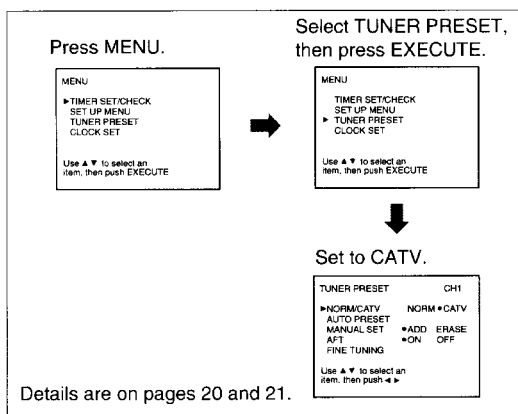 Press MENU.
MENU
▶TIMER SET/CHECK
SET UP MENU
TUNER PRESET
CLOCK SET
Use ▲ ▼ to select an
item, then push EXECUTE
Select TUNER PRESET,
then press EXECUTE.
MENU
TIMER SET/CHECK
SET UP MENU
▶ TUNER PRESET
CLOCK SET
Use ▲ ▼ to select an
item, then push EXECUTE
Set to CATV.
TUNER PRESET CH1
▶NORM/CATV NORM •CATV
AUTO PRESET
MANUAL SET •ADD ERASE
AFT •ON OFF
FINE TUNING
Use ▲ ▼ to select an
item, then push ◀ ▶
Details are on pages 20 and 21.